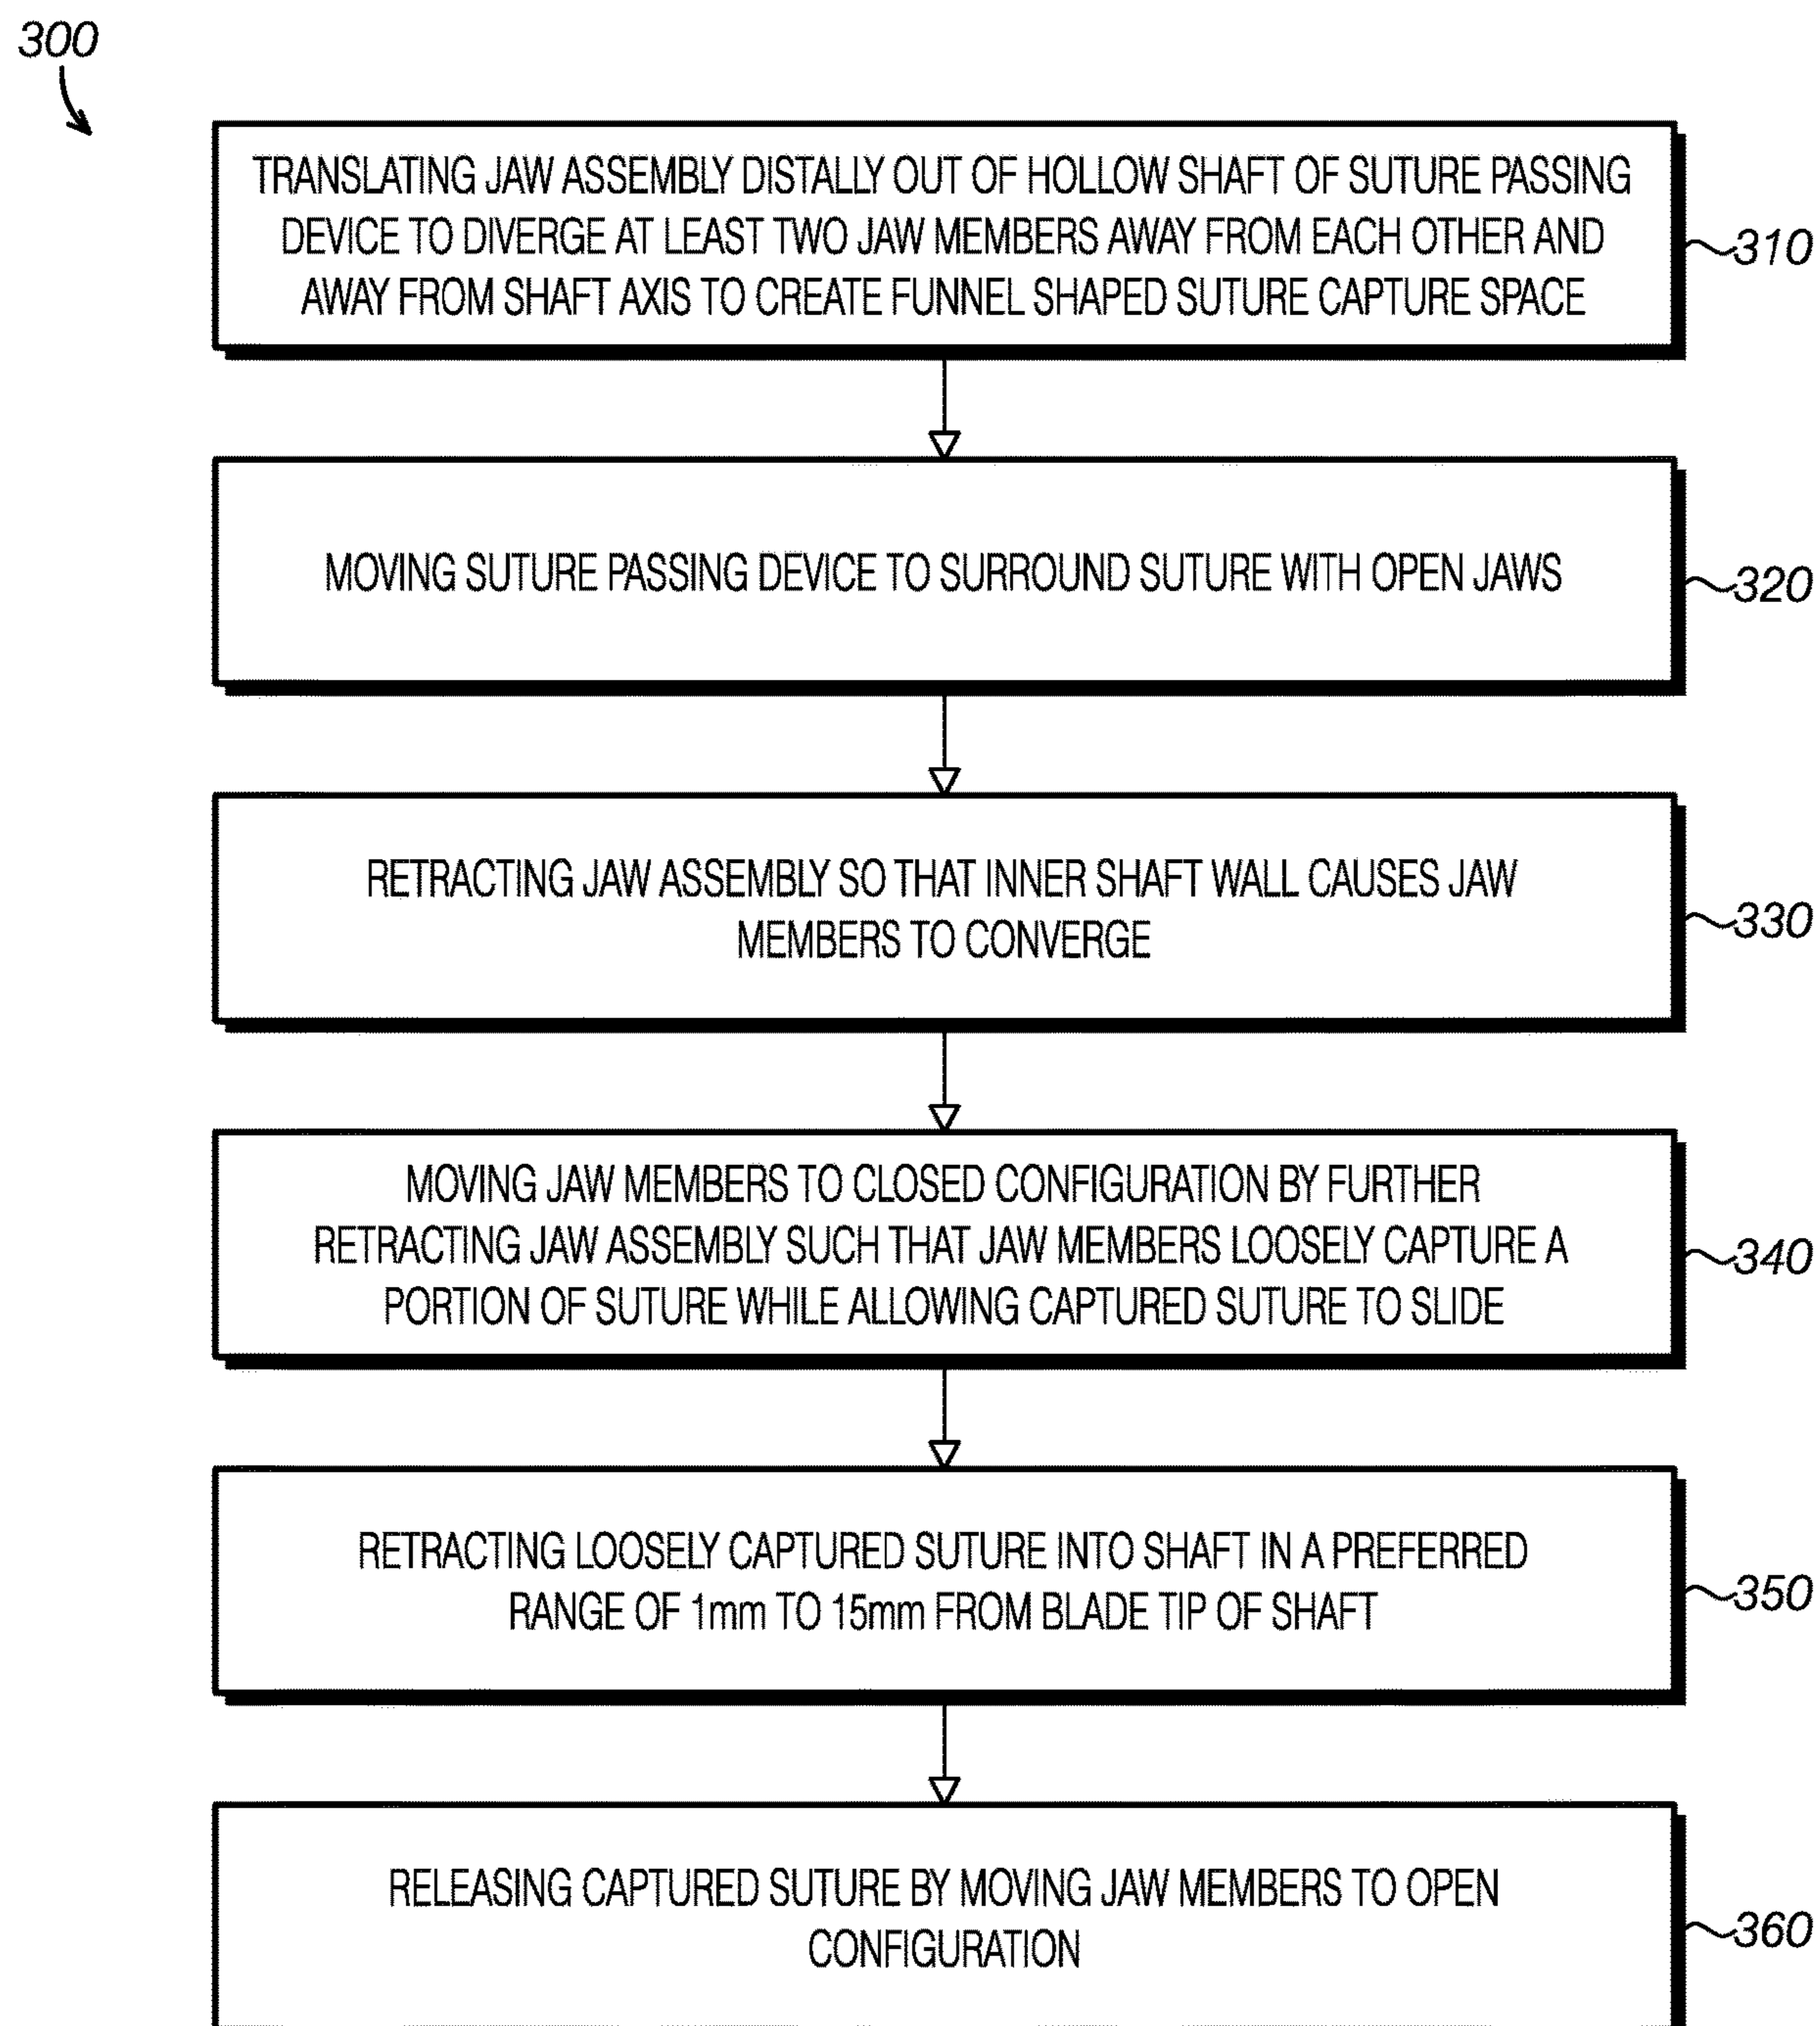 300
TRANSLATING JAW ASSEMBLY DISTALLY OUT OF HOLLOW SHAFT OF SUTURE PASSING
DEVICE TO DIVERGE AT LEAST TWO JAW MEMBERS AWAY FROM EACH OTHER AND
AWAY FROM SHAFT AXIS TO CREATE FUNNEL SHAPED SUTURE CAPTURE SPACE
310
MOVING SUTURE PASSING DEVICE TO SURROUND SUTURE WITH OPEN JAWS
320
RETRACTING JAW ASSEMBLY SO THAT INNER SHAFT WALL CAUSES JAW
MEMBERS TO CONVERGE
330
MOVING JAW MEMBERS TO CLOSED CONFIGURATION BY FURTHER
RETRACTING JAW ASSEMBLY SUCH THAT JAW MEMBERS LOOSELY CAPTURE A
PORTION OF SUTURE WHILE ALLOWING CAPTURED SUTURE TO SLIDE
340
RETRACTING LOOSELY CAPTURED SUTURE INTO SHAFT IN A PREFERRED
RANGE OF 1mm TO 15mm FROM BLADE TIP OF SHAFT
350
RELEASING CAPTURED SUTURE BY MOVING JAW MEMBERS TO OPEN
CONFIGURATION
360